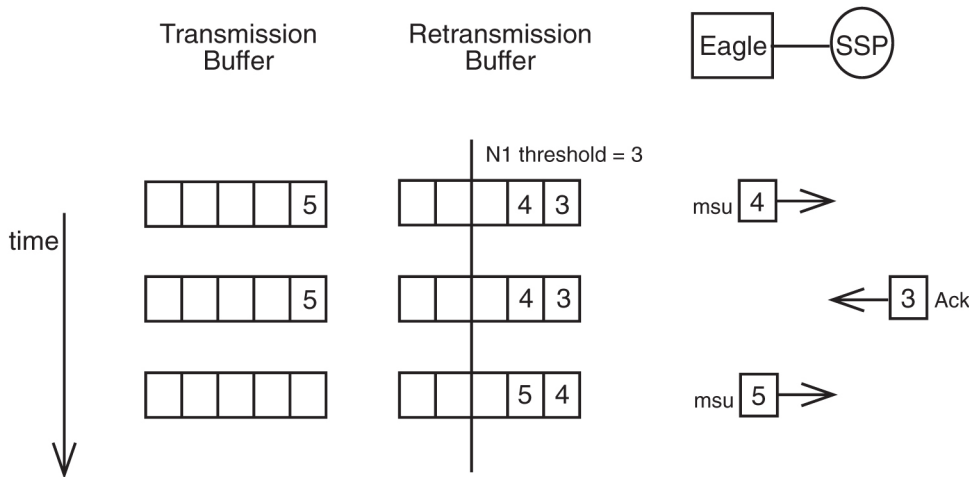 Transmission
Buffer
Retransmission
Buffer
Eagle
SSP
N1 threshold = 3
5
4 3
msu 4
time
5
4 3
3 Ack
5 4
msu 5